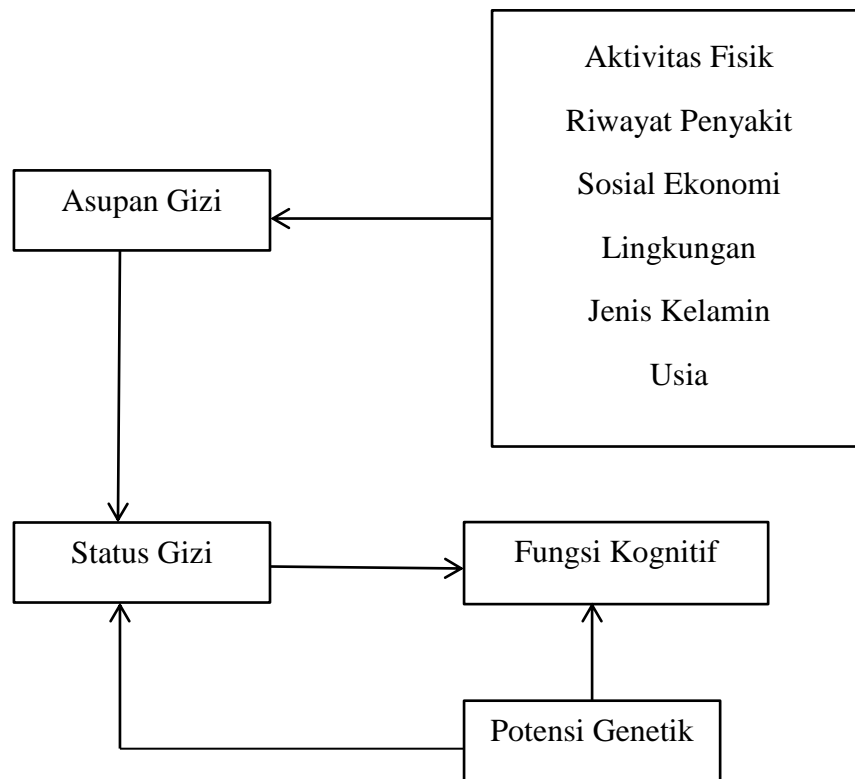 Aktivitas Fisik
Riwayat Penyakit
Sosial Ekonomi
Lingkungan
Jenis Kelamin
Usia
Asupan Gizi
Status Gizi
Fungsi Kognitif
Potensi Genetik